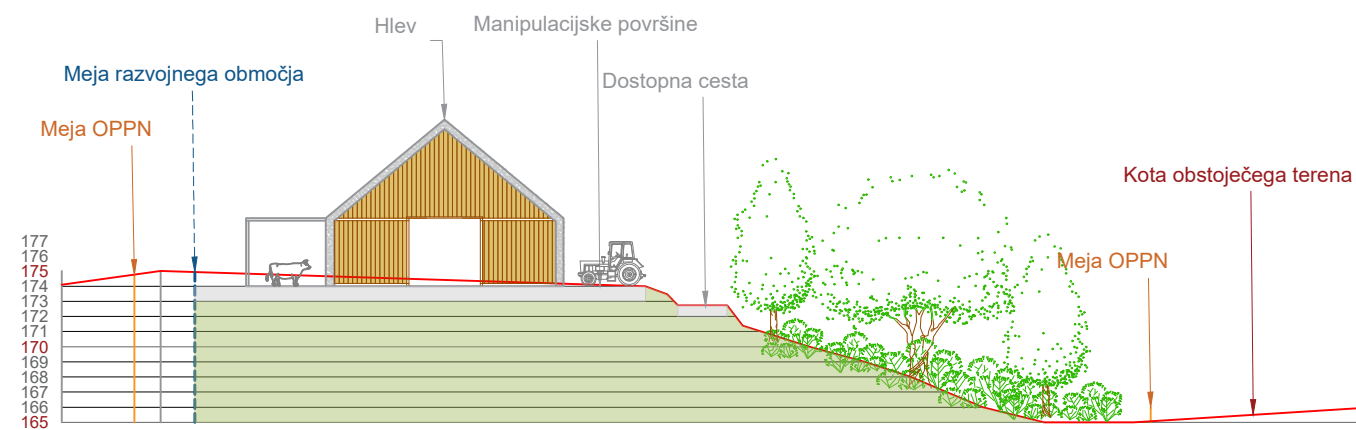 Hlev
Manipulacijske površine
Meja razvojnega območja
Dostopna cesta
Meja OPPN
Kota obstoječega terena
Meja OPPN
177
176
175
174
173
172
171
170
169
168
167
166
165